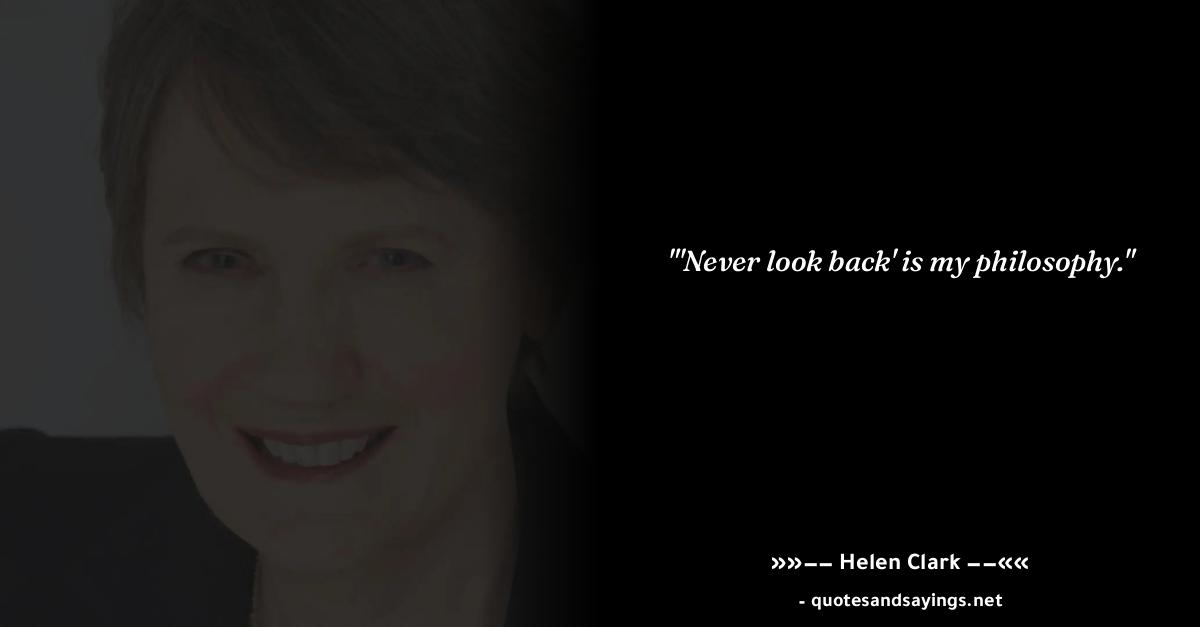 "'Never look back' is my philosophy."
»»−− Helen Clark −−««
- quotesandsayings.net